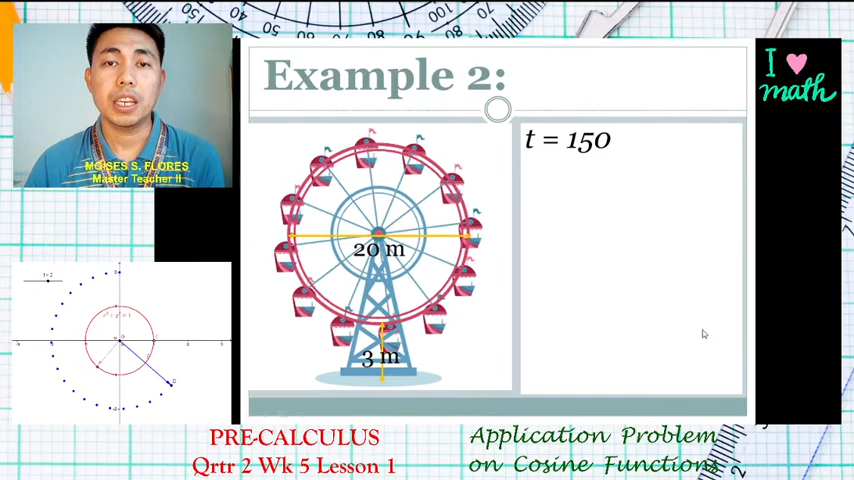 Example 2:
t = 150
20 m
3 m
I
math
MOISES S. FLORES
Master Teacher II
PRE-CALCULUS
Qrtr 2 Wk 5 Lesson 1
Application Problem
on Cosine Functions